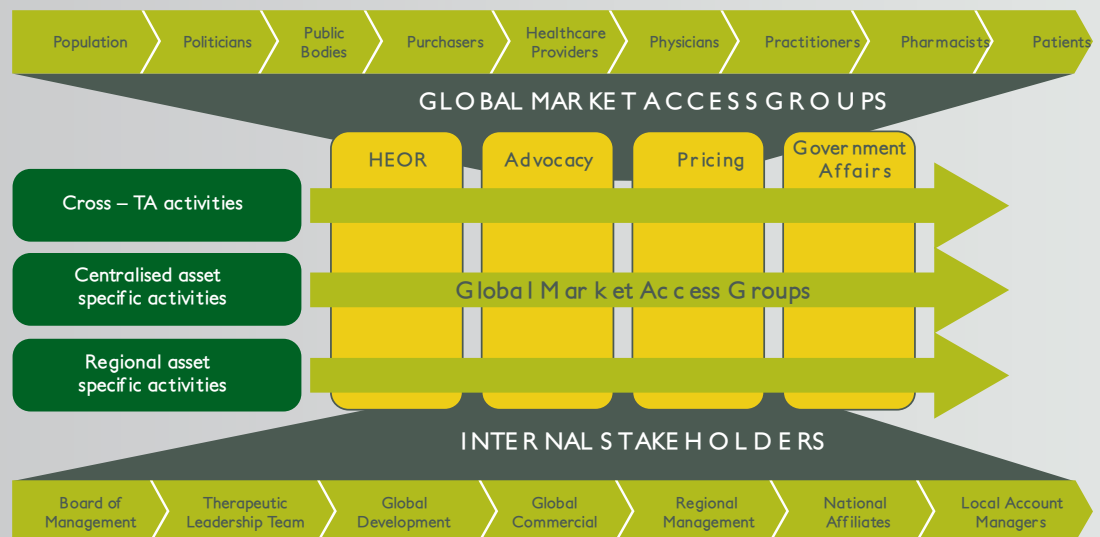 Population
Politicians
Public
Bodies
Purchasers
Healthcare
Providers
Physicians
Practitioners
Pharmacists
Patients
GLOBAL MARKET ACCESS GROUPS
HEOR
Advocacy
Pricing
Government
Affairs
Cross – TA activities
Centralised asset
specific activities
Global Market Access Groups
Regional asset
specific activities
INTERNAL STAKEHOLDERS
Board of
Management
Therapeutic
Leadership Team
Global
Development
Global
Commercial
Regional
Management
National
Affiliates
Local Account
Managers